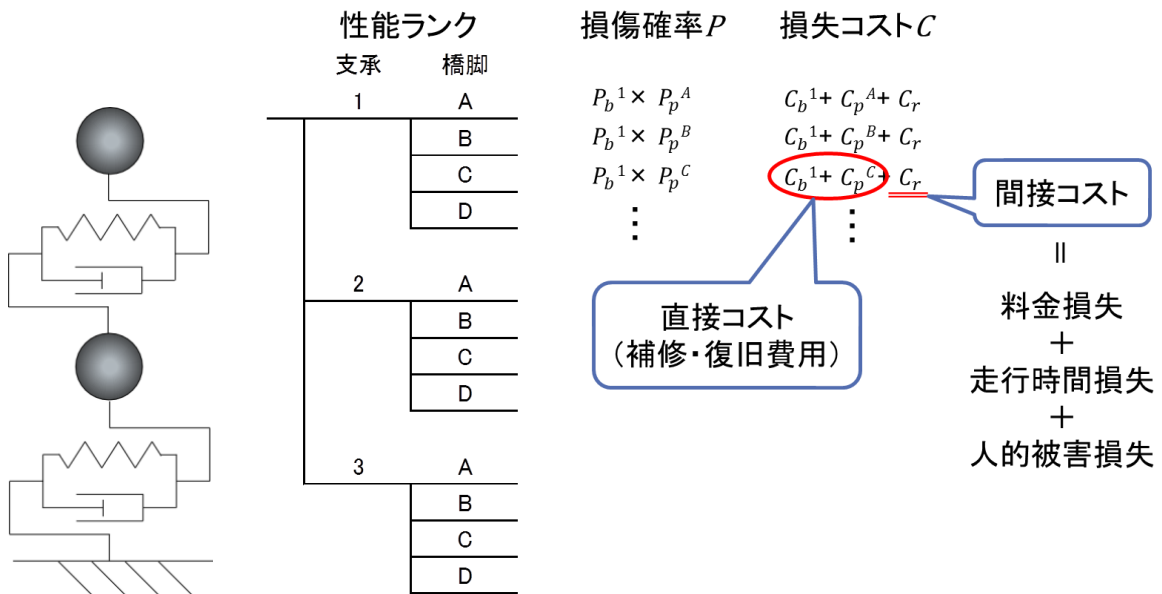 性能ランク 損傷確率P 損失コストC
支承 橋脚
1 A P_b^1 × P_p^A C_b^1 + C_p^A + C_r
B P_b^1 × P_p^B C_b^1 + C_p^B + C_r
C P_b^1 × P_p^C C_b^1 + C_p^C + C_r
D ⋮ ⋮
間接コスト
=
料金損失
+
走行時間損失
+
人的被害損失
直接コスト
（補修・復旧費用）
2 A
B
C
D
3 A
B
C
D